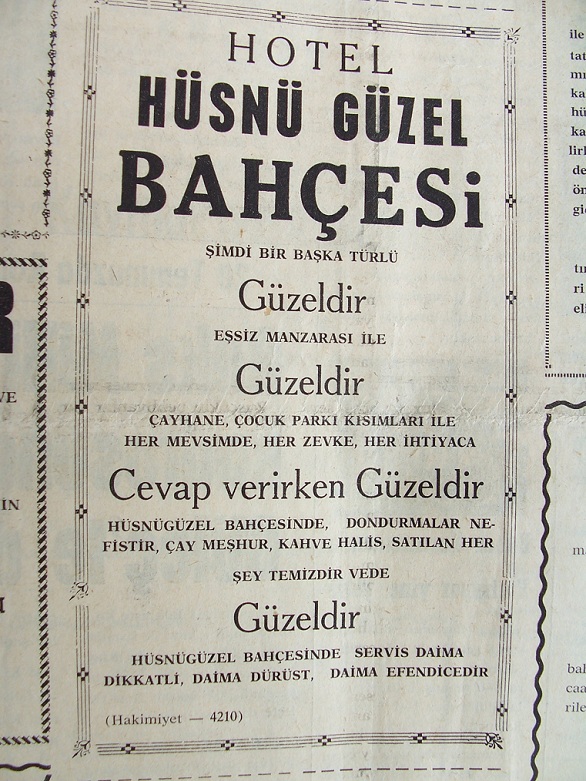 HOTEL
HÜSNÜ GÜZEL
BAHÇESi
ŞİMDİ BİR BAŞKA TÜRLÜ
Güzeldir
EŞSİZ MANZARASI İLE
Güzeldir
ÇAYHANE, ÇOCUK PARKI KISIMLARI İLE
HER MEVSİMDE, HER ZEVKE, HER İHTİYACA
Cevap verirken Güzeldir
HÜSNÜGÜZEL BAHÇESİNDE, DONDURMALAR NE-
FİSTİR, ÇAY MEŞHUR, KAHVE HALİS, SATILAN HER
ŞEY TEMİZDİR VEDE
Güzeldir
HÜSNÜGÜZEL BAHÇESİNDE SERVİS DAİMA
DİKKATLİ, DAİMA DÜRÜST, DAİMA EFENDİCEDİR
(Hakimiyet — 4210)